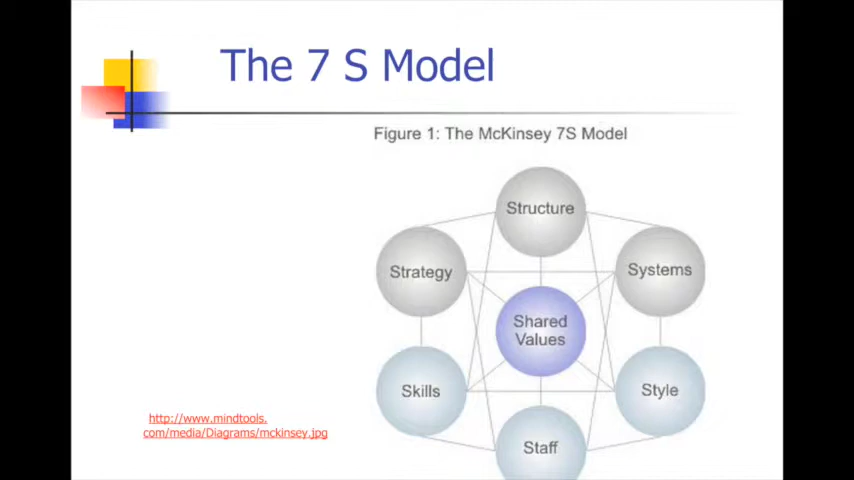 The 7 S Model
Figure 1: The McKinsey 7S Model
Structure
Strategy
Systems
Shared
Values
Skills
Style
Staff
http://www.mindtools.
com/media/Diagrams/mckinsey.jpg